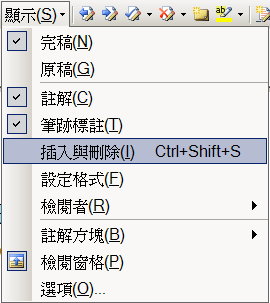 顯示(S)
完稿(N)
原稿(G)
註解(C)
筆跡標註(T)
插入與刪除(I) Ctrl+Shift+S
設定格式(F)
檢閱者(R)
註解方塊(B)
檢閱窗格(P)
選項(O)...